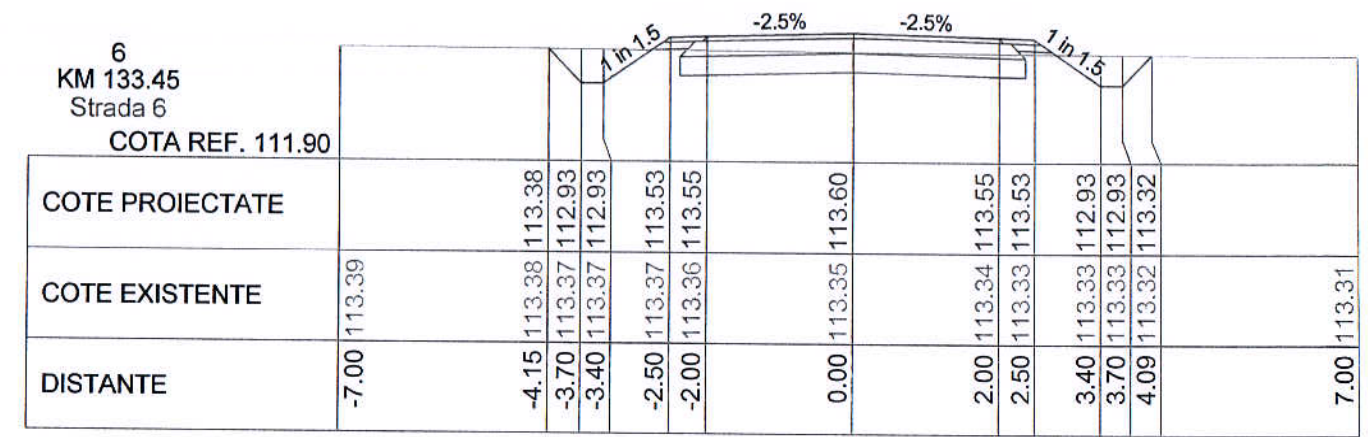 -2.5% -2.5%
1 in 1.5 1 in 1.5
6
KM 133.45
Strada 6
COTA REF. 111.90
COTE PROIECTATE 113.38 112.93 112.93 113.53 113.55 113.60 113.55 113.53 112.93 112.93 113.32
COTE EXISTENTE 113.39 113.38 113.37 113.37 113.37 113.36 113.35 113.34 113.33 113.33 113.33 113.32 113.31
DISTANTE -7.00 -4.15 -3.70 -3.40 -2.50 -2.00 0.00 2.00 2.50 3.40 3.70 4.09 7.00